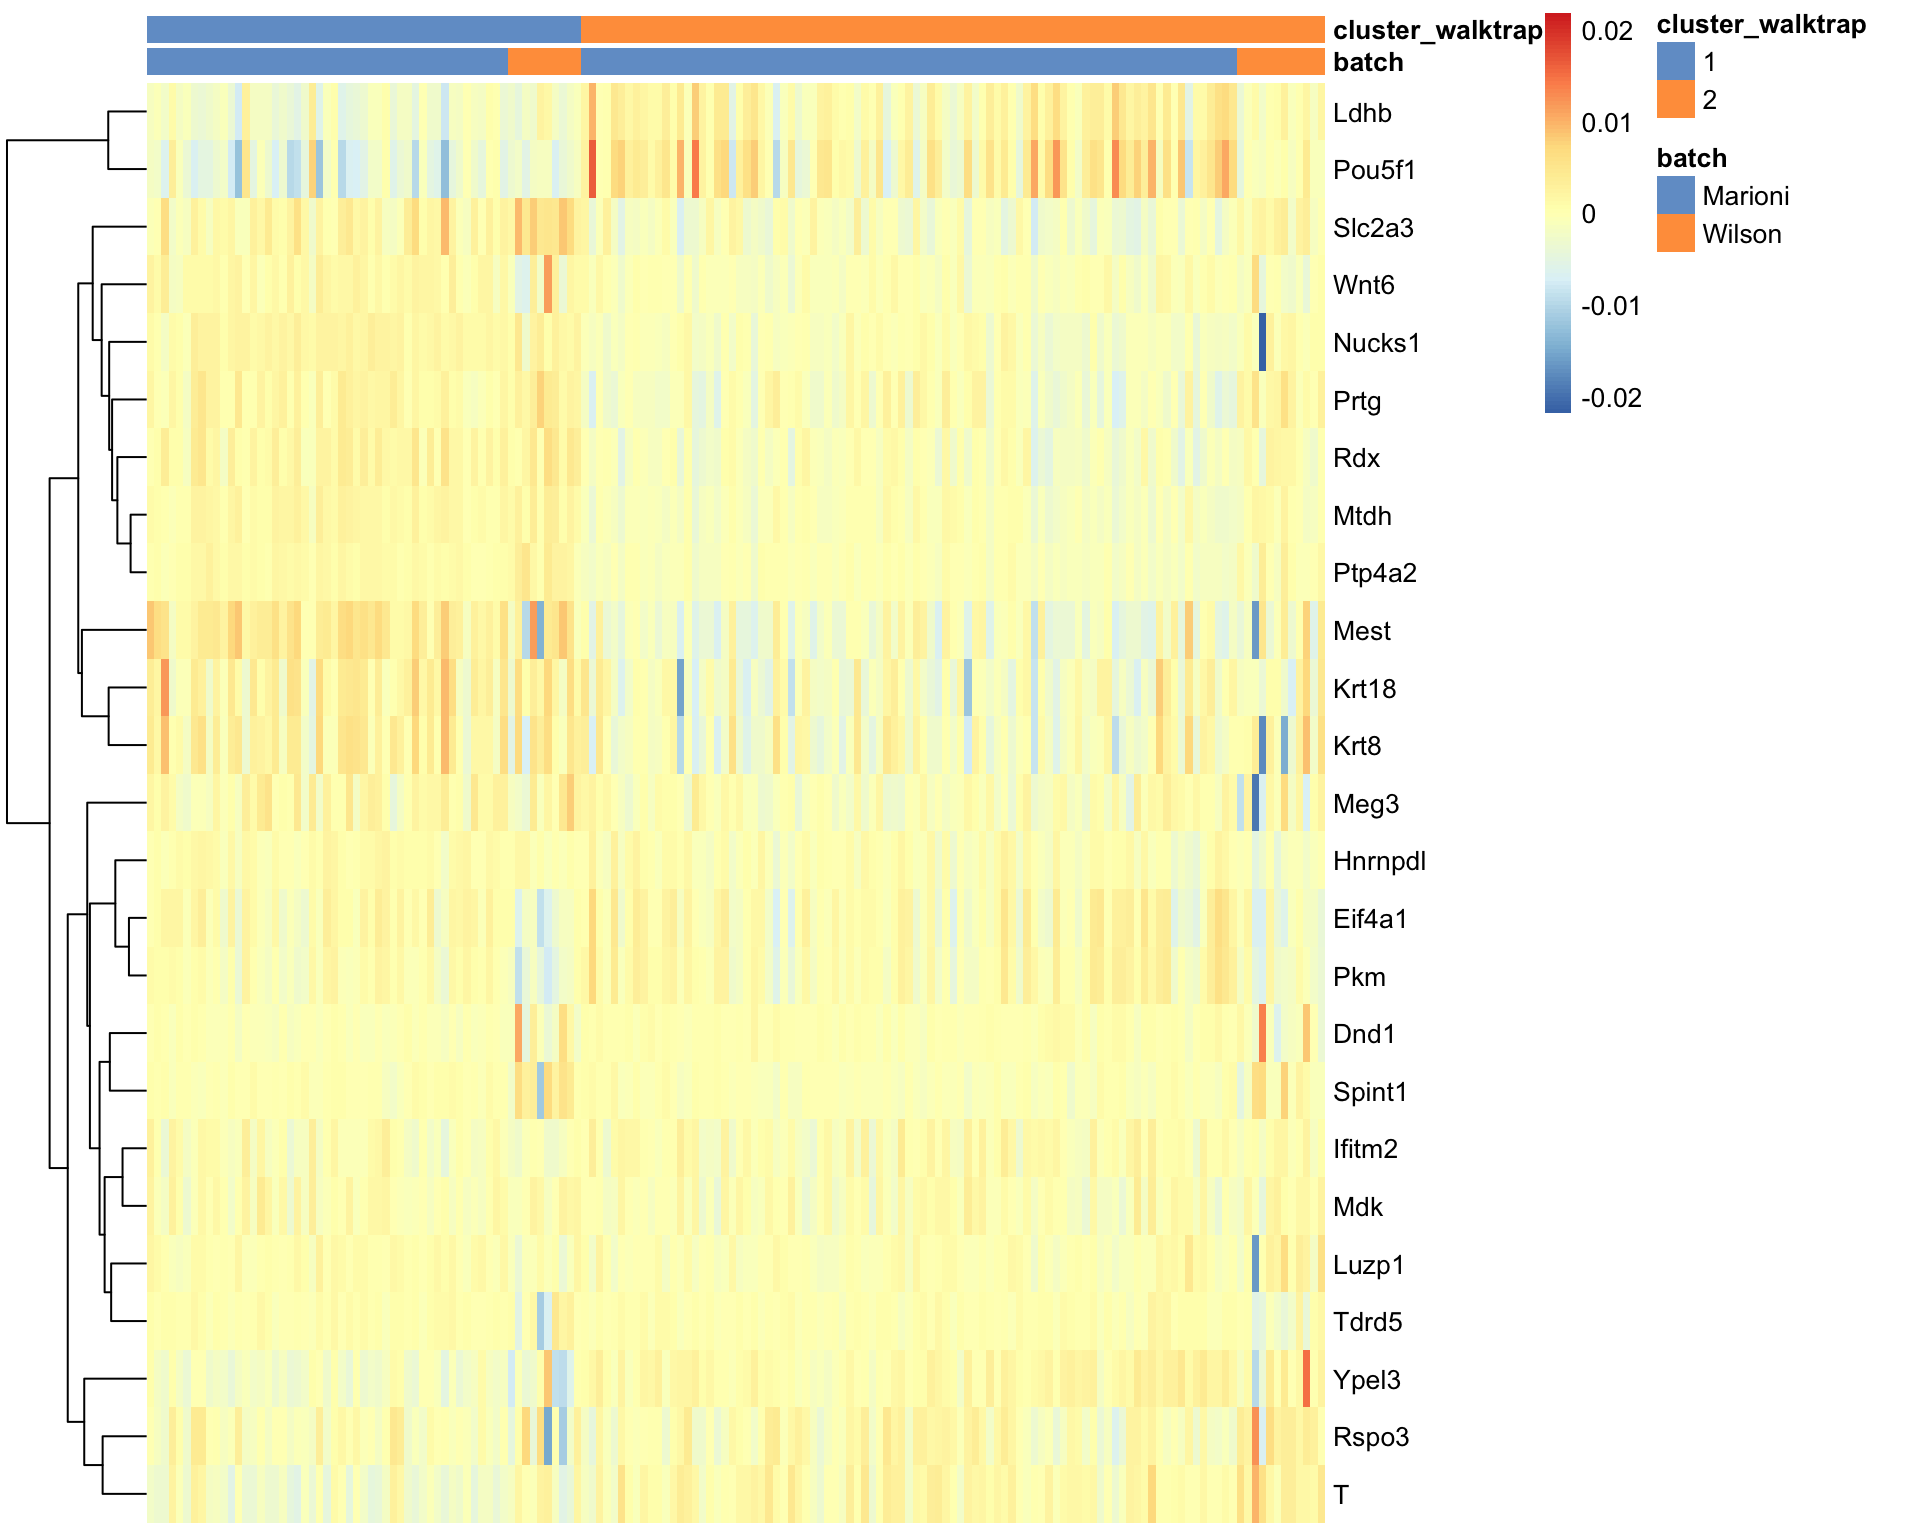 cluster_walktrap
batch
Ldhb
Pou5f1
Slc2a3
Wnt6
Nucks1
Prtg
Rdx
Mtdh
Ptp4a2
Mest
Krt18
Krt8
Meg3
Hnrnpdl
Eif4a1
Pkm
Dnd1
Spint1
Ifitm2
Mdk
Luzp1
Tdrd5
Ypel3
Rspo3
T
0.02
0.01
0
-0.01
-0.02
cluster_walktrap
1
2
batch
Marioni
Wilson